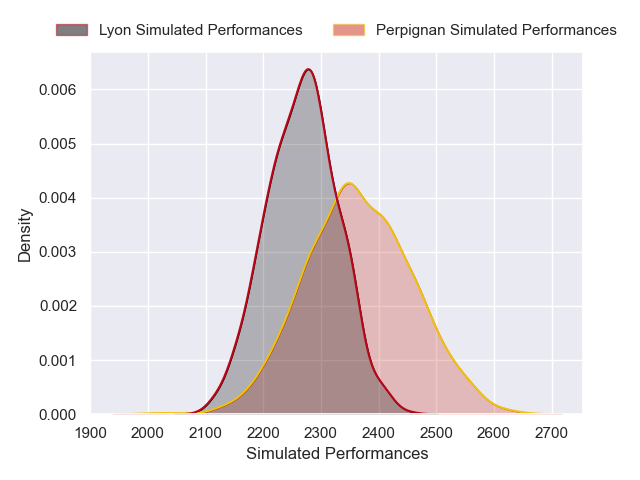 Lyon Simulated Performances Perpignan Simulated Performances
0.006
0.005
0.004
0.003
0.002
0.001
0.000
Density
1900 2000 2100 2200 2300 2400 2500 2600 2700
Simulated Performances